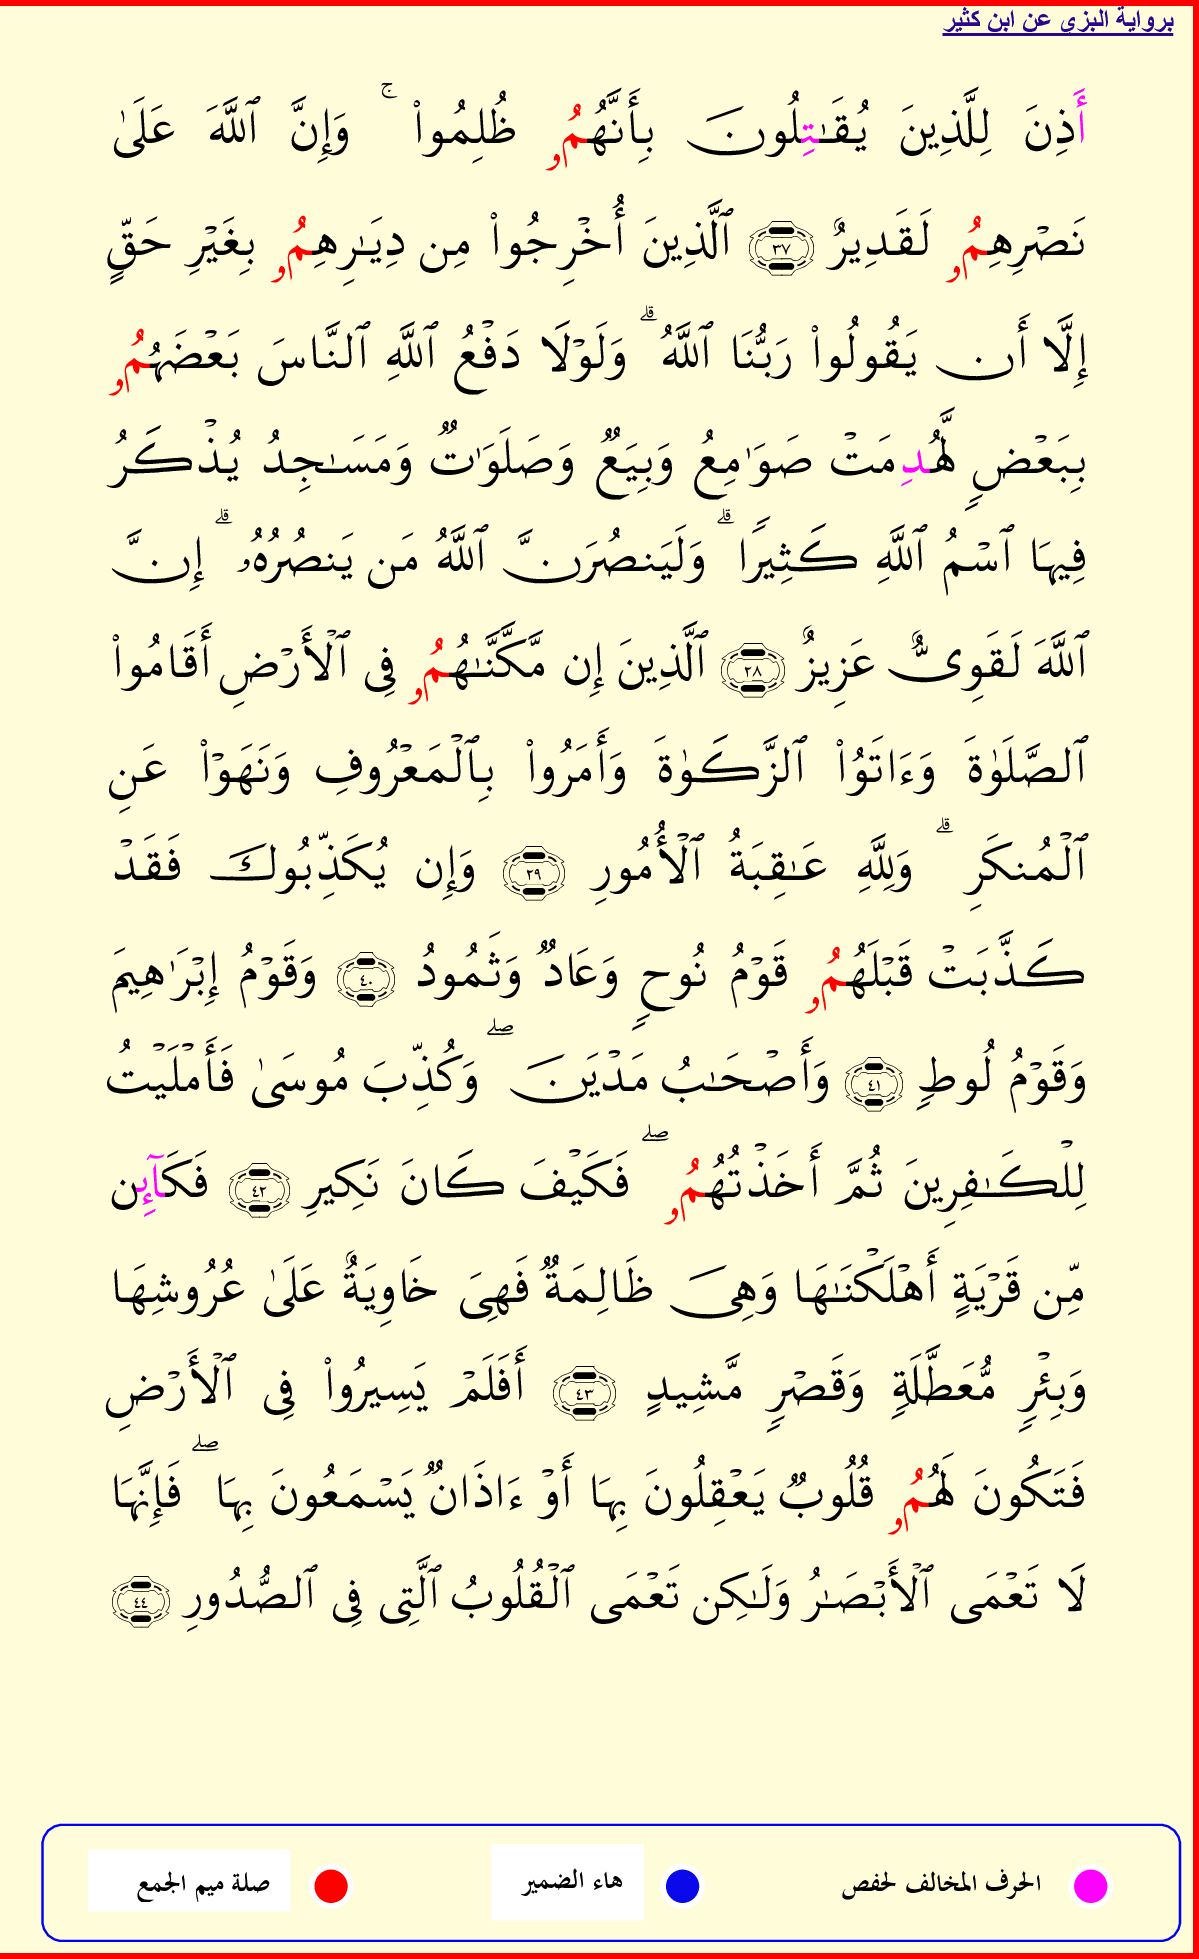 برواية البزي عن ابن كثير
أَذِنَ لِلَّذِينَ يُقَٰتِلُونَ بِأَنَّهُمُۥ ظُلِمُوا۟ ۚ وَإِنَّ ٱللَّهَ عَلَىٰ
نَصْرِهِمُۥ لَقَدِيرٌ ٣٧ ٱلَّذِينَ أُخْرِجُوا۟ مِن دِيَٰرِهِمُۥ بِغَيْرِ حَقٍّ
إِلَّآ أَن يَقُولُوا۟ رَبُّنَا ٱللَّهُ ۗ وَلَوْلَا دَفْعُ ٱللَّهِ ٱلنَّاسَ بَعْضَهُمُۥ
بِبَعْضٍ لَّهُدِمَتْ صَوَٰمِعُ وَبِيَعٌ وَصَلَوَٰتٌ وَمَسَٰجِدُ يُذْكَرُ
فِيهَا ٱسْمُ ٱللَّهِ كَثِيرًا ۗ وَلَيَنصُرَنَّ ٱللَّهُ مَن يَنصُرُهُۥ ۗ إِنَّ
ٱللَّهَ لَقَوِىٌّ عَزِيزٌ ٣٨ ٱلَّذِينَ إِن مَّكَّنَّٰهُمُۥ فِى ٱلْأَرْضِ أَقَامُوا۟
ٱلصَّلَوٰةَ وَءَاتَوُا۟ ٱلزَّكَوٰةَ وَأَمَرُوا۟ بِٱلْمَعْرُوفِ وَنَهَوْا۟ عَنِ
ٱلْمُنكَرِ ۗ وَلِلَّهِ عَٰقِبَةُ ٱلْأُمُورِ ٣٩ وَإِن يُكَذِّبُوكَ فَقَدْ
كَذَّبَتْ قَبْلَهُمُۥ قَوْمُ نُوحٍ وَعَادٌ وَثَمُودُ ٤٠ وَقَوْمُ إِبْرَٰهِيمَ
وَقَوْمُ لُوطٍ ٤١ وَأَصْحَٰبُ مَدْيَنَ ۖ وَكُذِّبَ مُوسَىٰ فَأَمْلَيْتُ
لِلْكَٰفِرِينَ ثُمَّ أَخَذْتُهُمُۥ ۖ فَكَيْفَ كَانَ نَكِيرِ ٤٢ فَكَآئِن
مِّن قَرْيَةٍ أَهْلَكْنَٰهَا وَهِىَ ظَالِمَةٌ فَهِىَ خَاوِيَةٌ عَلَىٰ عُرُوشِهَا
وَبِئْرٍ مُّعَطَّلَةٍ وَقَصْرٍ مَّشِيدٍ ٤٣ أَفَلَمْ يَسِيرُوا۟ فِى ٱلْأَرْضِ
فَتَكُونَ لَهُمُۥ قُلُوبٌ يَعْقِلُونَ بِهَا أَوْ ءَاذَانٌ يَسْمَعُونَ بِهَا ۖ فَإِنَّهَا
لَا تَعْمَى ٱلْأَبْصَٰرُ وَلَٰكِن تَعْمَى ٱلْقُلُوبُ ٱلَّتِى فِى ٱلصُّدُورِ ٤٤
الحرف المخالف لحفص هاء الضمير صلة ميم الجمع